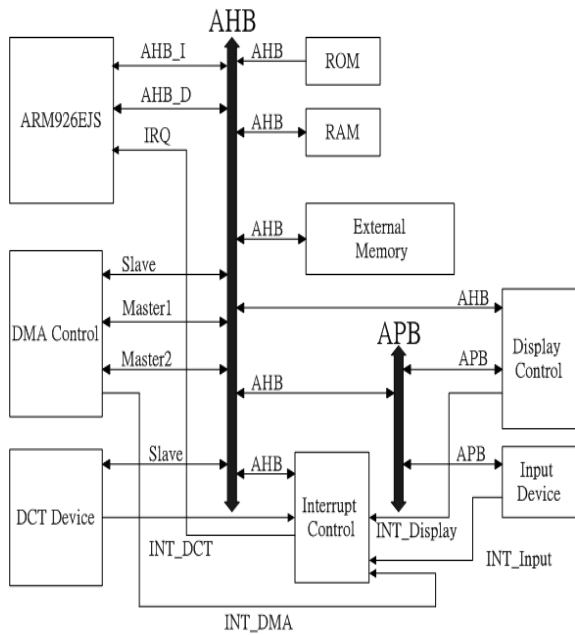 AHB
AHB_I
AHB
ROM
ARM926EJS
AHB_D
AHB
RAM
IRQ
AHB
External
Memory
Slave
DMA Control
Master1
Master2
AHB
APB
APB
Display
Control
AHB
Slave
DCT Device
AHB
Interrupt
Control
APB
Input
Device
INT_DCT
INT_Display
INT_Input
INT_DMA